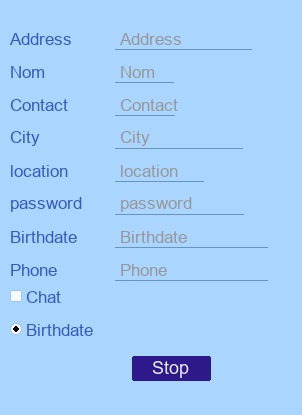 Address Address
Nom Nom
Contact Contact
City City
location location
password password
Birthdate Birthdate
Phone Phone
Chat
Birthdate
Stop